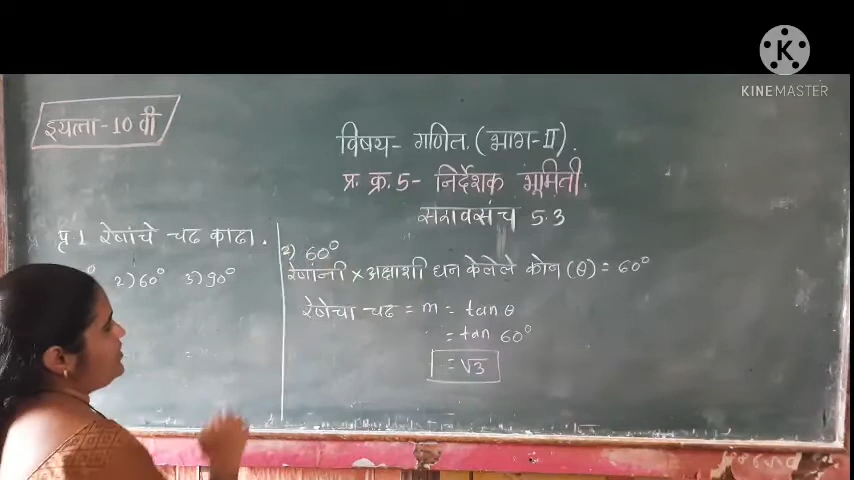 KINEMASTER
इयत्ता-10 वी
विषय- गणित. (भाग-II).
प्र. क्र. 5- निर्देशक भूमिती.
सरावसंच 5.3
प्र.1 रेषांचे चढ काढा.
2) 60° 3) 90°
2) 60°
रेषांनी × अक्षाशी धन केलेले कोन (θ) = 60°
रेषेचा चढ = m = tan θ
= tan 60°
= √3